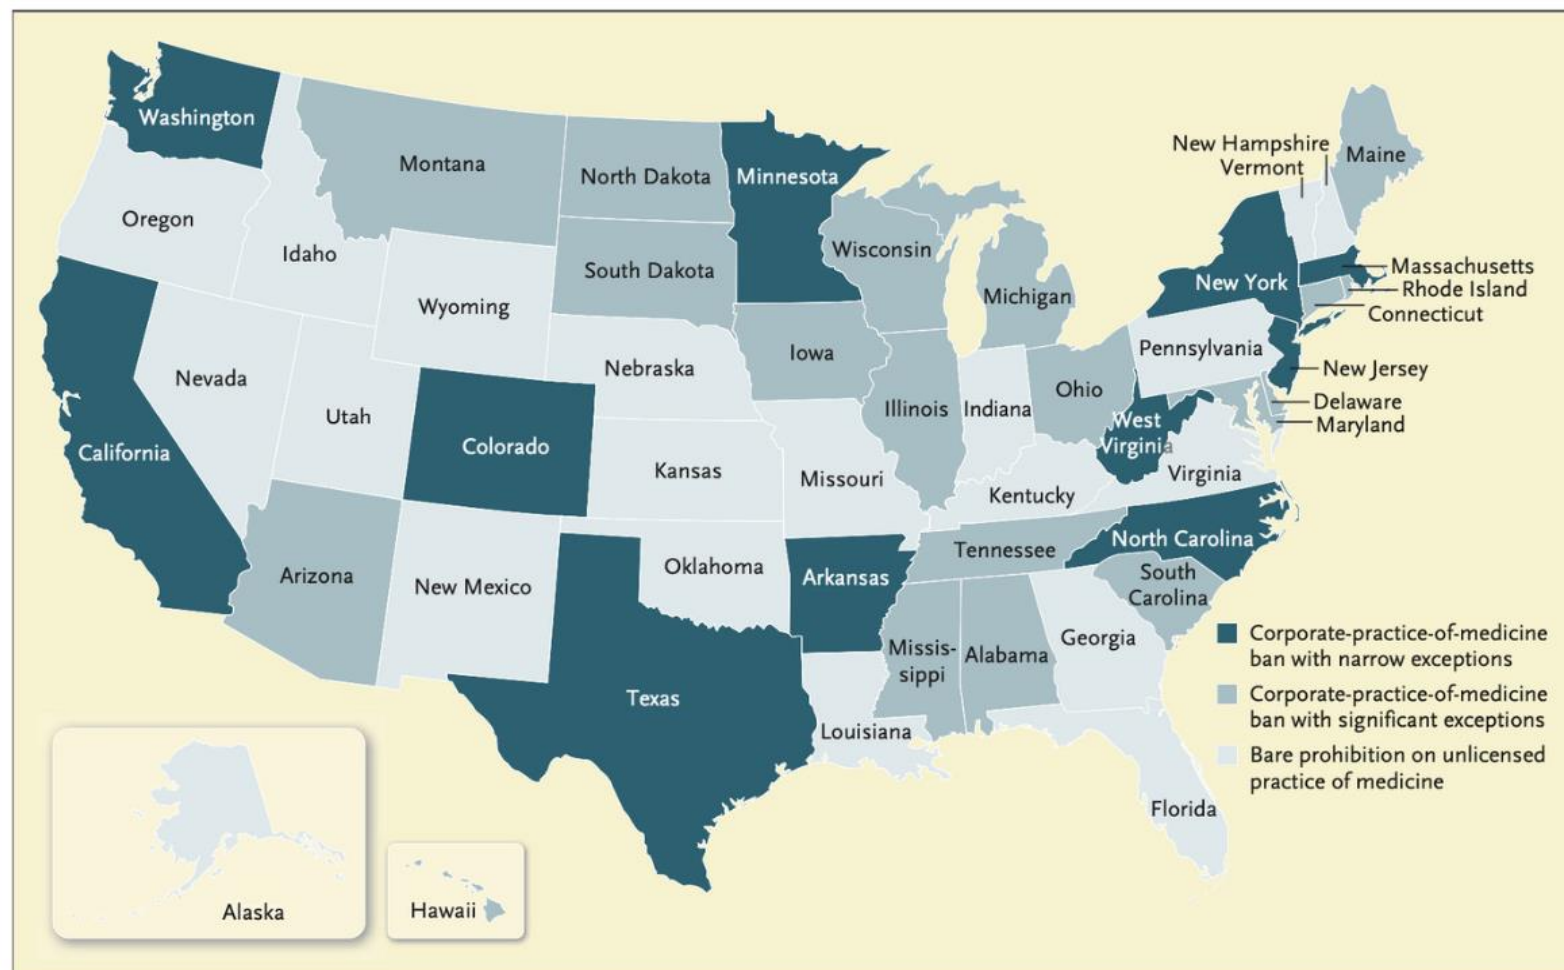 Washington
Montana
North Dakota
Minnesota
New Hampshire
Vermont
Maine
Oregon
Idaho
Wyoming
South Dakota
Wisconsin
Michigan
New York
Massachusetts
Rhode Island
Connecticut
Nevada
Utah
Colorado
Nebraska
Iowa
Illinois
Indiana
Ohio
Pennsylvania
New Jersey
Delaware
Maryland
California
Kansas
Missouri
Kentucky
West
Virginia
Virginia
Arizona
New Mexico
Oklahoma
Arkansas
Tennessee
North Carolina
South
Carolina
Texas
Louisiana
Missis-
sippi
Alabama
Georgia
Florida
Alaska
Hawaii
Corporate-practice-of-medicine
ban with narrow exceptions
Corporate-practice-of-medicine
ban with significant exceptions
Bare prohibition on unlicensed
practice of medicine